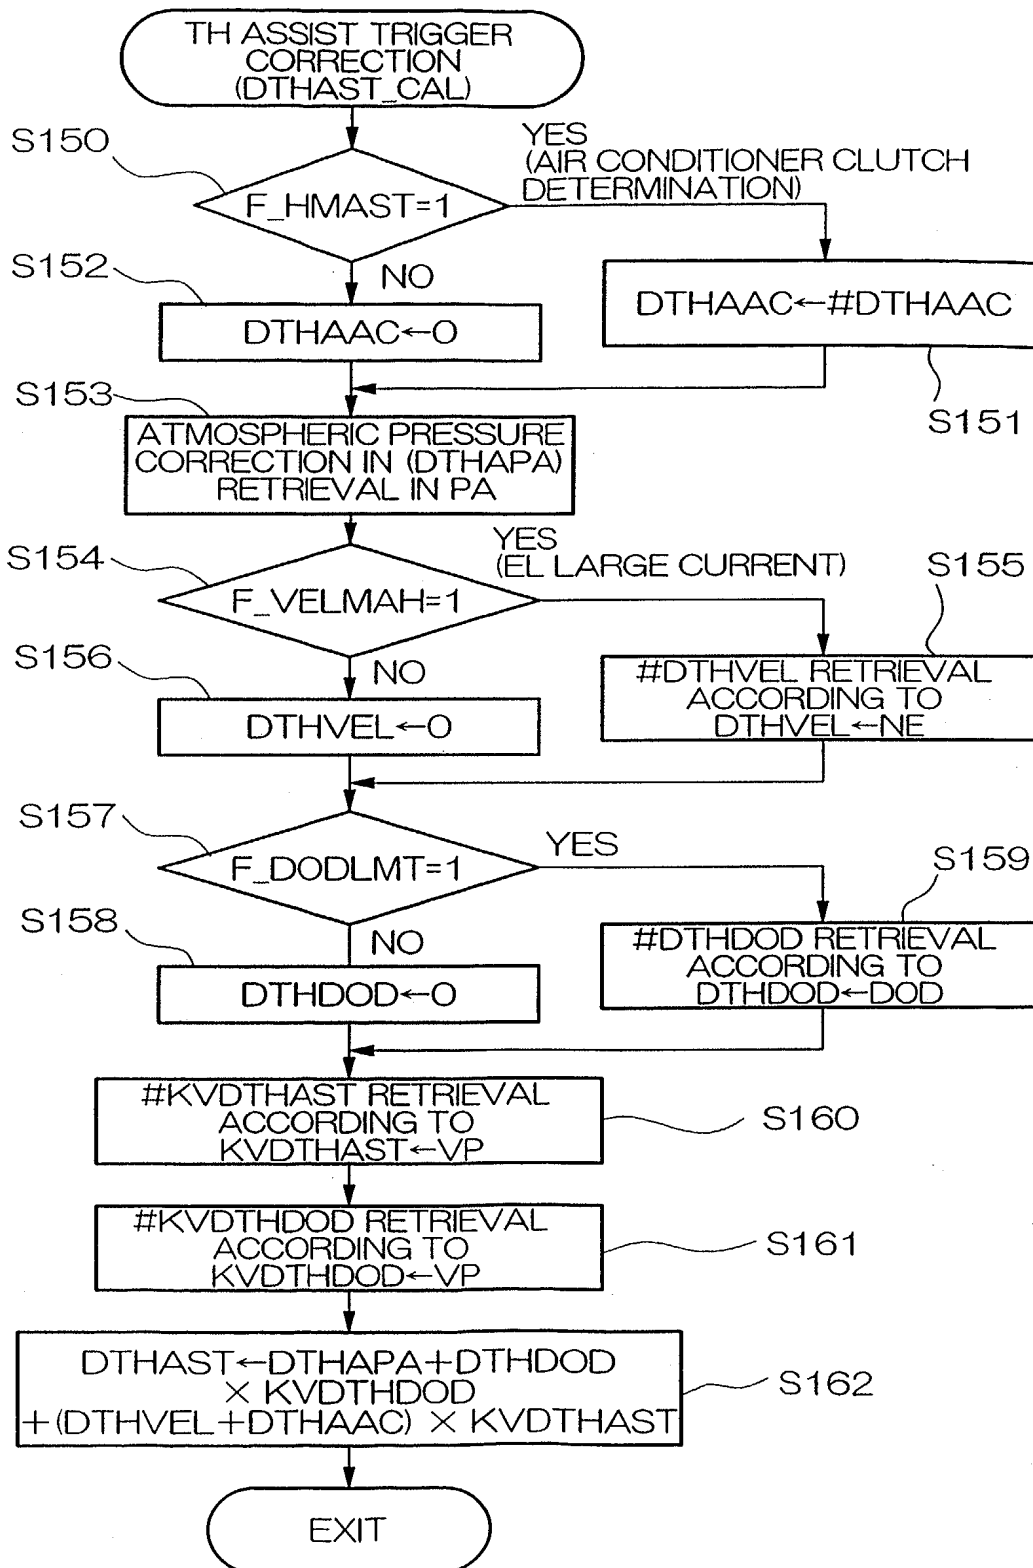 TH ASSIST TRIGGER
CORRECTION
(DTHAST_CAL)
S150
YES
(AIR CONDITIONER CLUTCH
DETERMINATION)
F_HMAST=1
S152
NO
DTHAAC←0
DTHAAC←#DTHAAC
S151
S153
ATMOSPHERIC PRESSURE
CORRECTION IN (DTHAPA)
RETRIEVAL IN PA
S154
YES
(EL LARGE CURRENT)
S155
F_VELMAH=1
S156
NO
DTHVEL←0
#DTHVEL RETRIEVAL
ACCORDING TO
DTHVEL←NE
S157
F_DODLMT=1
YES
S159
S158
NO
DTHDOD←0
#DTHDOD RETRIEVAL
ACCORDING TO
DTHDOD←DOD
#KVDTHAST RETRIEVAL
ACCORDING TO
KVDTHAST←VP
S160
#KVDTHDOD RETRIEVAL
ACCORDING TO
KVDTHDOD←VP
S161
DTHAST←DTHAPA+DTHDOD
× KVDTHDOD
+(DTHVEL+DTHAAC) × KVDTHAST
S162
EXIT